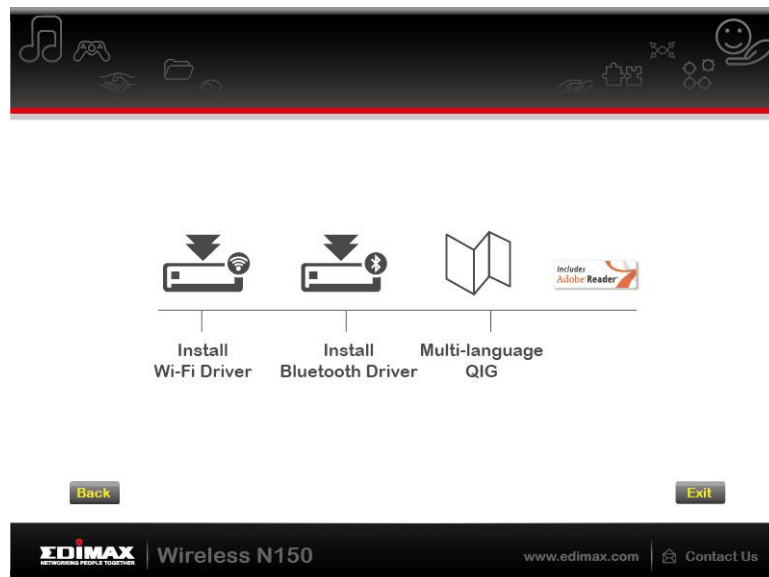 Includes
Adobe Reader
Install
Wi-Fi Driver
Install
Bluetooth Driver
Multi-language
QIG
Back
Exit
EDIMAX
NETWORKING PEOPLE TOGETHER
Wireless N150
www.edimax.com
Contact Us